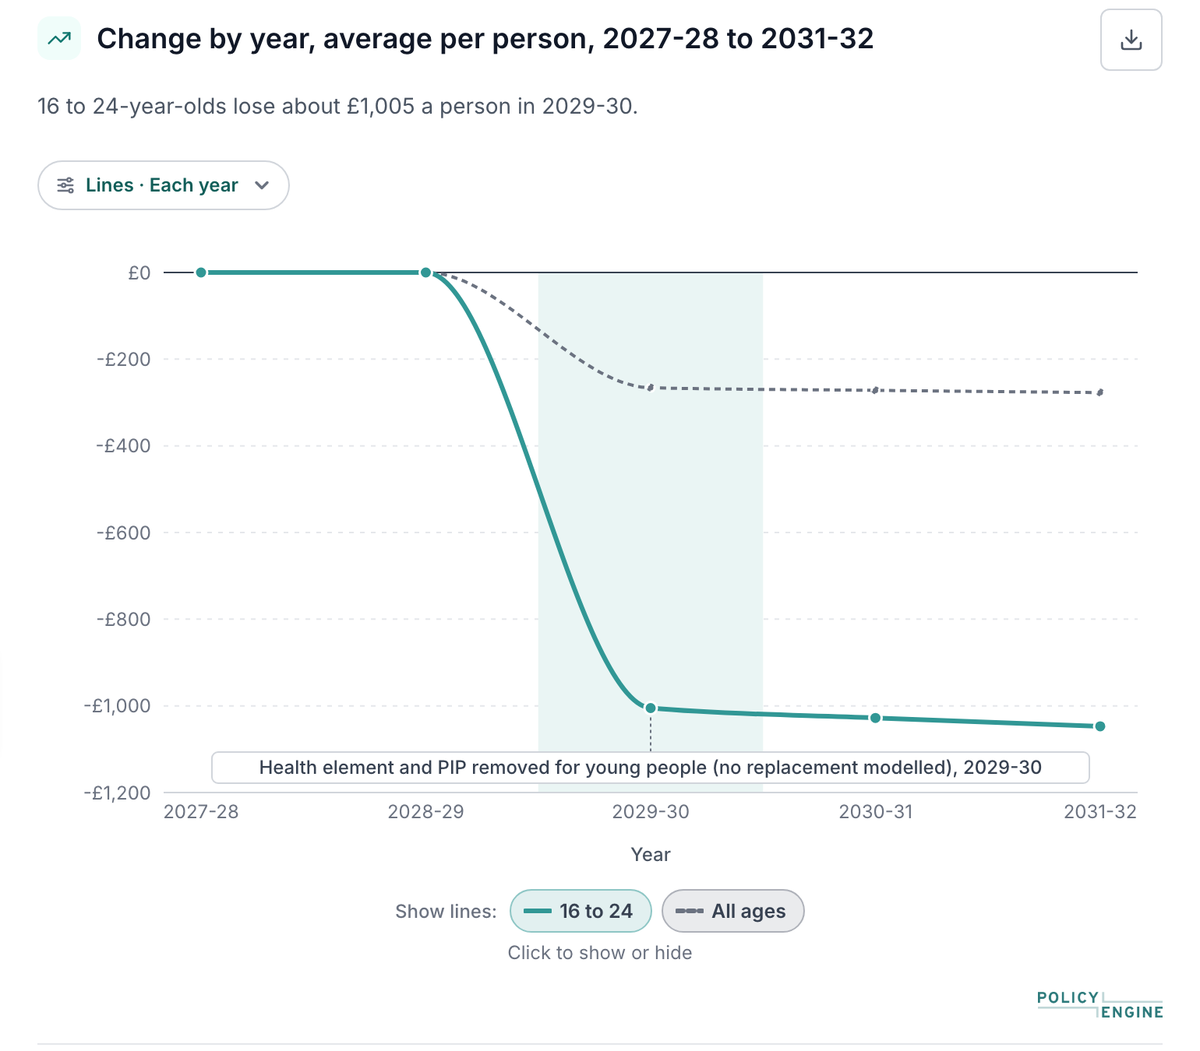 Change by year, average per person, 2027-28 to 2031-32
16 to 24-year-olds lose about £1,005 a person in 2029-30.
Lines · Each year
£0
-£200
-£400
-£600
-£800
-£1,000
Health element and PIP removed for young people (no replacement modelled), 2029-30
-£1,200
2027-28 2028-29 2029-30 2030-31 2031-32
Year
Show lines: 16 to 24 All ages
Click to show or hide
POLICY
ENGINE